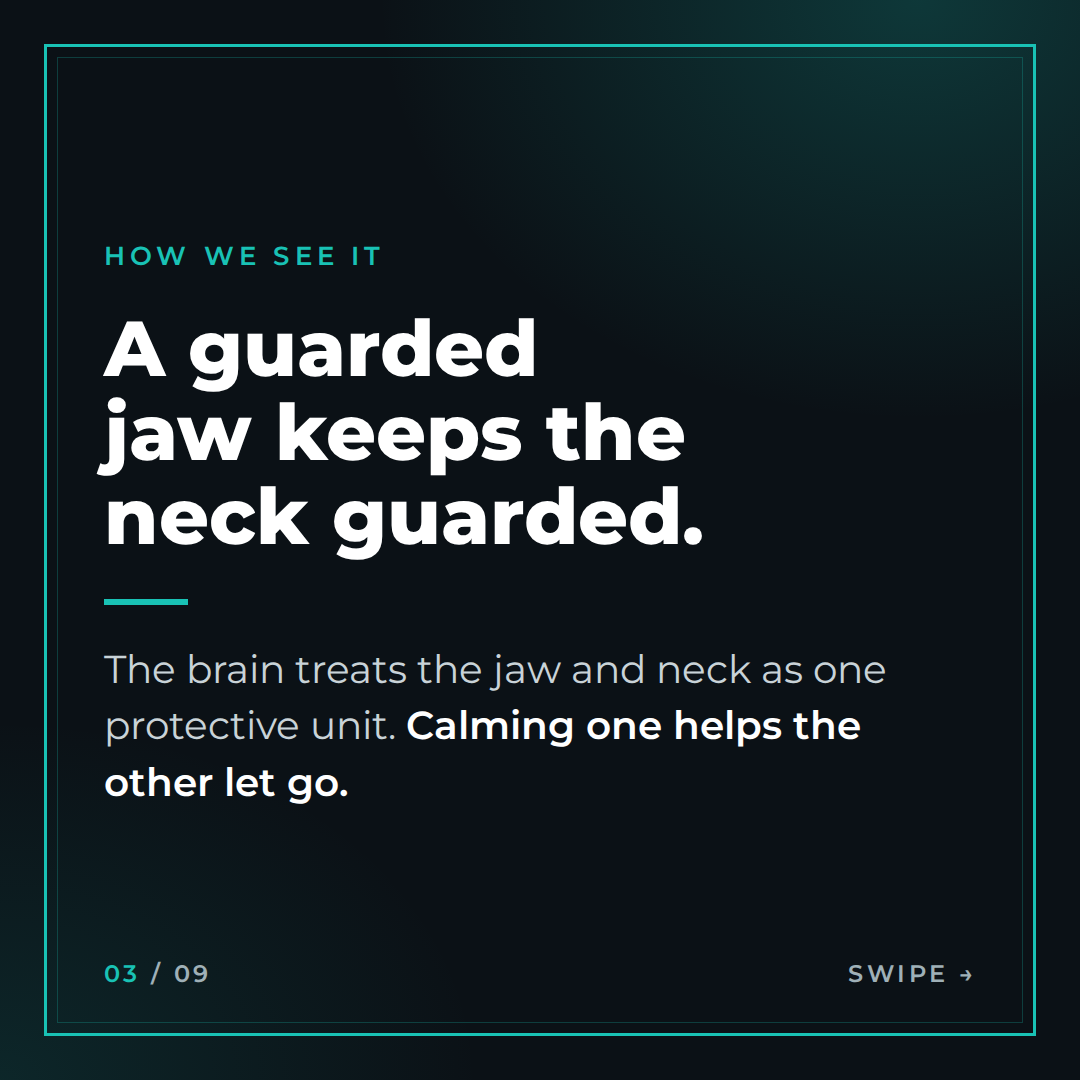 HOW WE SEE IT
A guarded
jaw keeps the
neck guarded.
The brain treats the jaw and neck as one
protective unit. Calming one helps the
other let go.
03 / 09
SWIPE →